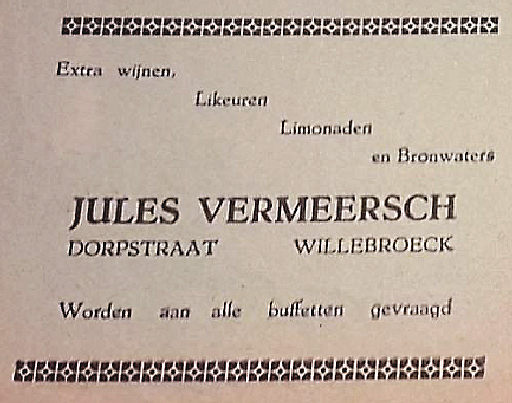 Extra wijnen,
Likeuren
Limonaden
en Bronwaters
JULES VERMEERSCH
DORPSTRAAT WILLEBROECK
Worden aan alle buffetten gevraagd